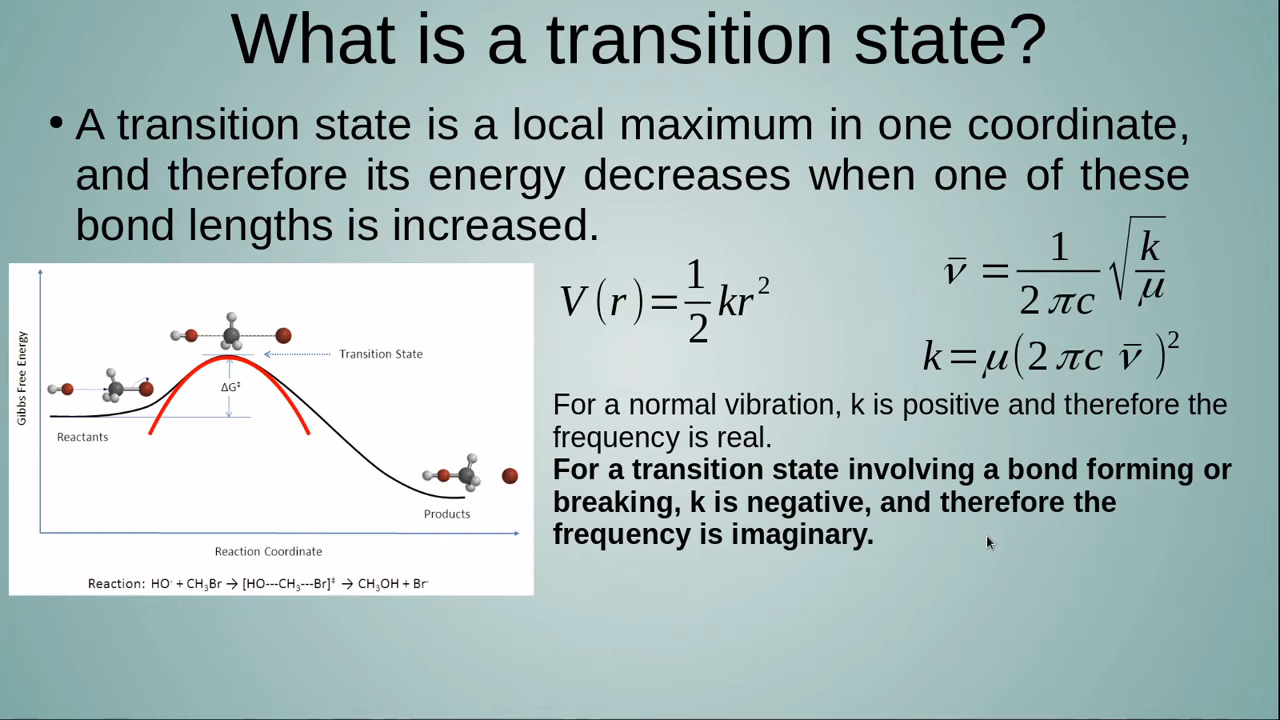 What is a transition state?
• A transition state is a local maximum in one coordinate,
and therefore its energy decreases when one of these
bond lengths is increased.
V(r)=1/2 kr²
ν̄ = 1/(2πc) √(k/μ)
k=μ(2πc ν̄)²
For a normal vibration, k is positive and therefore the
frequency is real.
For a transition state involving a bond forming or
breaking, k is negative, and therefore the
frequency is imaginary.
Gibbs Free Energy
Transition State
ΔG‡
Reactants
Products
Reaction Coordinate
Reaction: HO⁻ + CH₃Br → [HO---CH₃---Br]‡ → CH₃OH + Br⁻